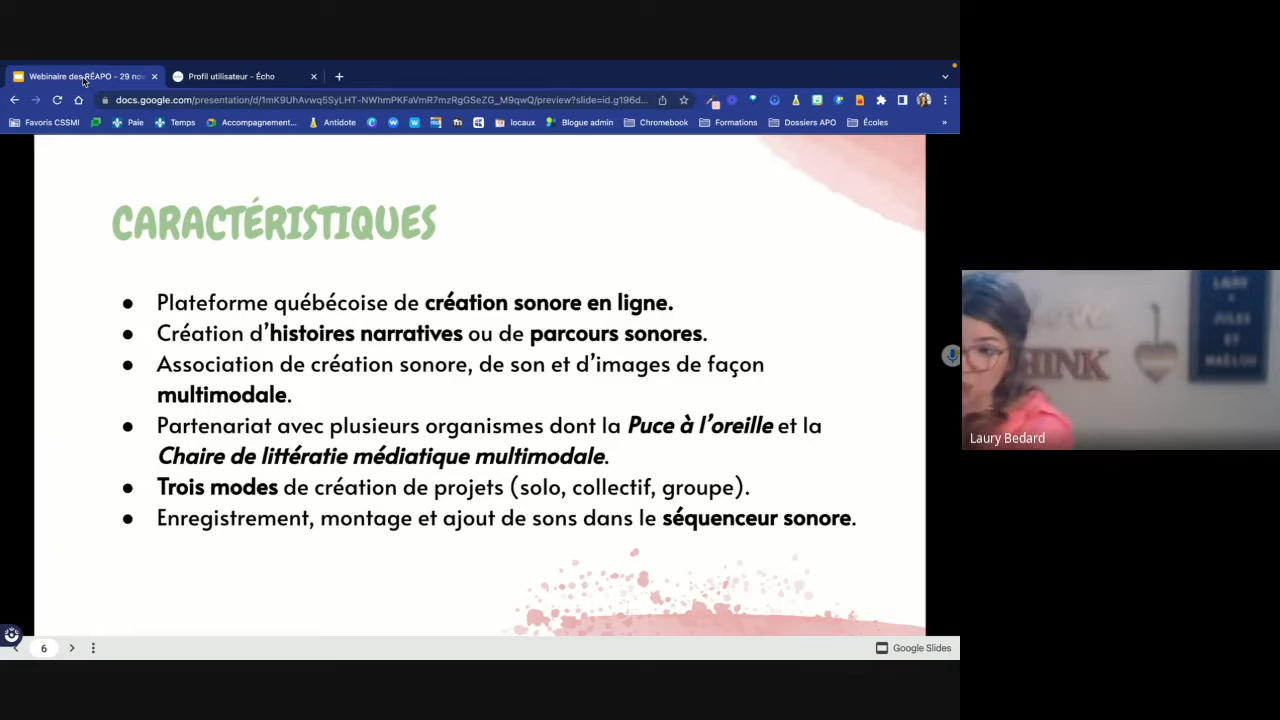 Webinaire des RÉAPO – 29 nov
Profil utilisateur - Écho
docs.google.com/presentation/d/1mK9UhAvwq5SyLHT-NWhmPKFaVmR7mzRgGSeZG_M9qwQ/preview?slide=id.g196d...
Favoris CSSMI
Paie
Temps
Accompagnement...
Antidote
locaux
Blogue admin
Chromebook
Formations
Dossiers APO
Écoles
»
CARACTÉRISTIQUES
● Plateforme québécoise de création sonore en ligne.
● Création d’histoires narratives ou de parcours sonores.
● Association de création sonore, de son et d’images de façon
multimodale.
● Partenariat avec plusieurs organismes dont la Puce à l’oreille et la
Chaire de littératie médiatique multimodale.
● Trois modes de création de projets (solo, collectif, groupe).
● Enregistrement, montage et ajout de sons dans le séquenceur sonore.
6
Google Slides
HINK
JULES
ET
MAËLOU
Laury Bedard